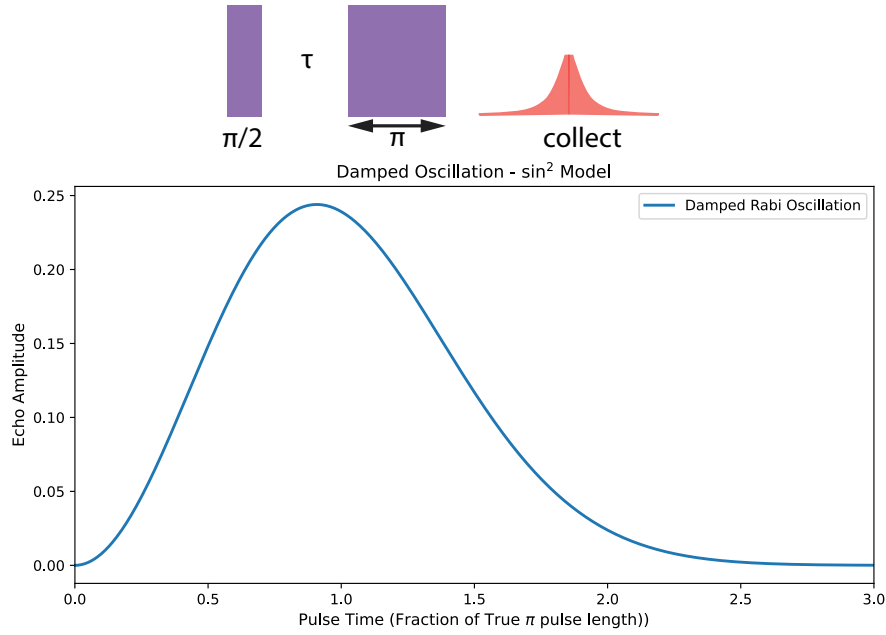 τ
π/2
π
collect
Damped Oscillation - sin² Model
Damped Rabi Oscillation
0.25
0.20
0.15
0.10
0.05
0.00
Echo Amplitude
0.0 0.5 1.0 1.5 2.0 2.5 3.0
Pulse Time (Fraction of True π pulse length))